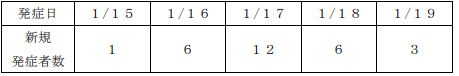 発症日 １/１５ １/１６ １/１７ １/１８ １/１９
新規
発症者数 １ ６ １２ ６ ３